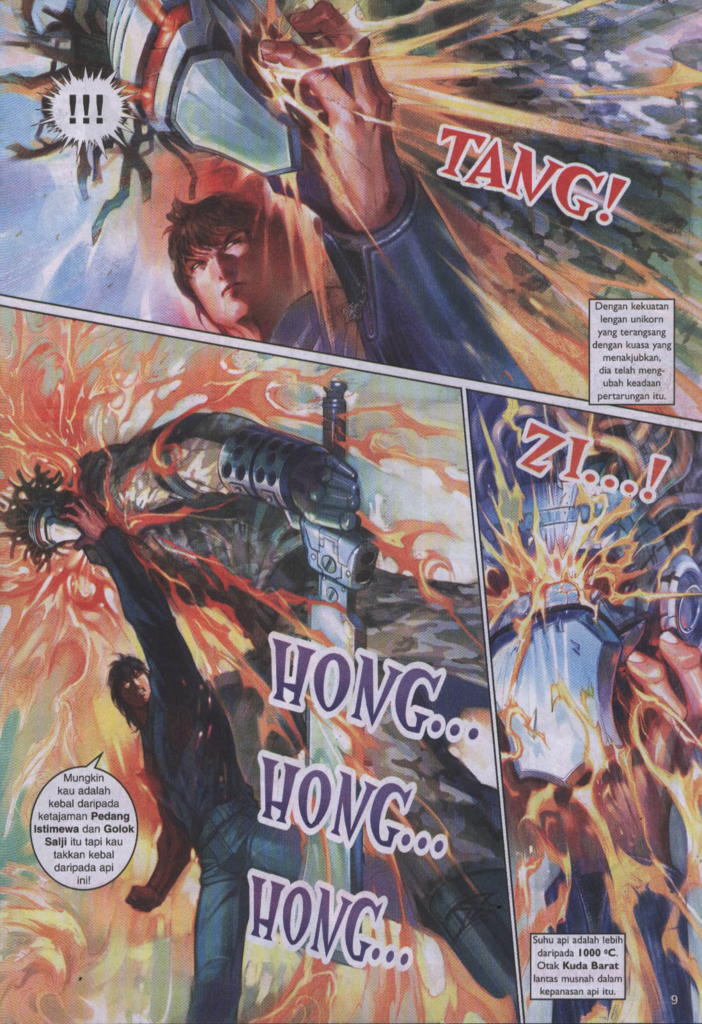 !!!
TANG!
Dengan kekuatan
lengan unikorn
yang terangsang
dengan kuasa yang
menakjubkan,
dia telah meng-
ubah keadaan
pertarungan itu.
ZI...!
HONG...
HONG...
HONG...
Mungkin
kau adalah
kebal daripada
ketajaman Pedang
Istimewa dan Golok
Salji itu tapi kau
takkan kebal
daripada api
ini!
Suhu api adalah lebih
daripada 1000 ºC.
Otak Kuda Barat
lantas musnah dalam
kepanasan api itu.
9